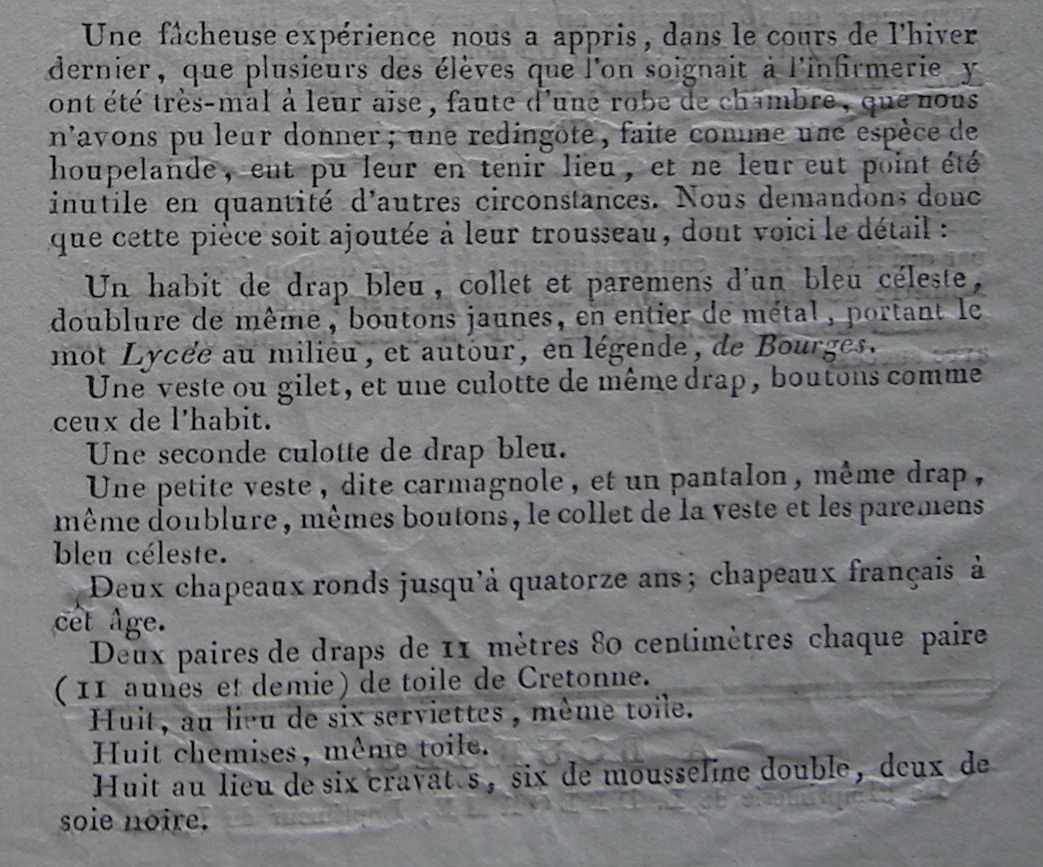 Une fâcheuse expérience nous a appris, dans le cours de l'hiver
dernier, que plusieurs des élèves que l'on soignait à l'infirmerie y
ont été très-mal à leur aise, faute d'une robe de chambre, que nous
n'avons pu leur donner; une redingote, faite comme une espèce de
houpelande, eut pu leur en tenir lieu, et ne leur eut point été
inutile en quantité d'autres circonstances. Nous demandons donc
que cette pièce soit ajoutée à leur trousseau, dont voici le détail :
Un habit de drap bleu, collet et paremens d'un bleu céleste,
doublure de même, boutons jaunes, en entier de métal, portant le
mot Lycée au milieu, et autour, en légende, de Bourges.
Une veste ou gilet, et une culotte de même drap, boutons comme
ceux de l'habit.
Une seconde culotte de drap bleu.
Une petite veste, dite carmagnole, et un pantalon, même drap,
même doublure, mêmes boutons, le collet de la veste et les paremens
bleu céleste.
Deux chapeaux ronds jusqu'à quatorze ans; chapeaux français à
cet âge.
Deux paires de draps de 11 mètres 80 centimètres chaque paire
(11 aunes et demie) de toile de Cretonne.
Huit, au lieu de six serviettes, même toile.
Huit chemises, même toile.
Huit au lieu de six cravates, six de mousseline double, deux de
soie noire.